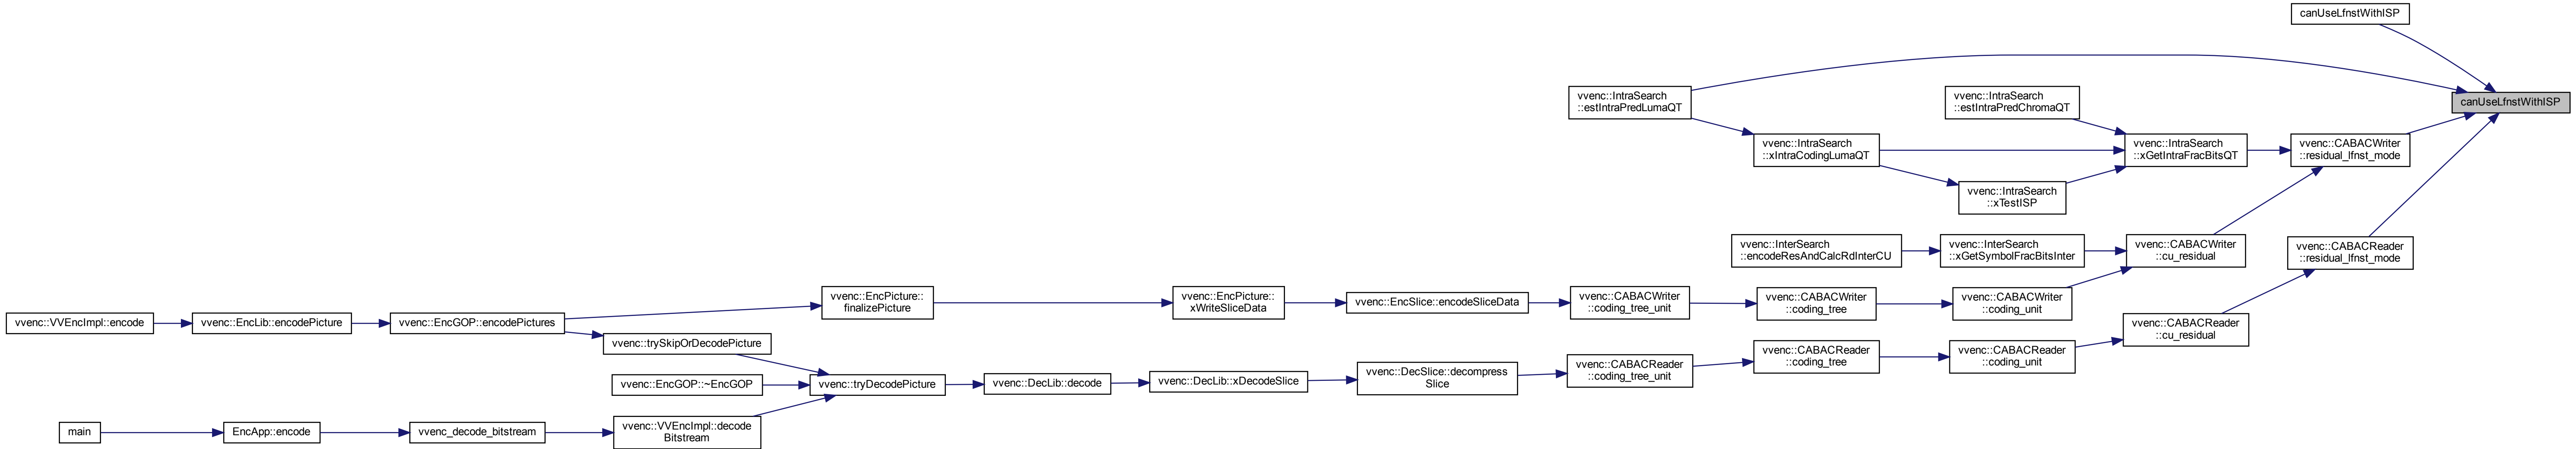 canUseLfnstWithISP
vvenc::IntraSearch
::estIntraPredLumaQT
vvenc::IntraSearch
::estIntraPredChromaQT
canUseLfnstWithISP
vvenc::IntraSearch
::xIntraCodingLumaQT
vvenc::IntraSearch
::xGetIntraFracBitsQT
vvenc::CABACWriter
::residual_lfnst_mode
vvenc::IntraSearch
::xTestISP
vvenc::InterSearch
::encodeResAndCalcRdInterCU
vvenc::InterSearch
::xGetSymbolFracBitsInter
vvenc::CABACWriter
::cu_residual
vvenc::CABACReader
::residual_lfnst_mode
vvenc::VVEncImpl::encode
vvenc::EncLib::encodePicture
vvenc::EncGOP::encodePictures
vvenc::EncPicture::
finalizePicture
vvenc::EncPicture::
xWriteSliceData
vvenc::EncSlice::encodeSliceData
vvenc::CABACWriter
::coding_tree_unit
vvenc::CABACWriter
::coding_tree
vvenc::CABACWriter
::coding_unit
vvenc::CABACReader
::cu_residual
vvenc::trySkipOrDecodePicture
vvenc::EncGOP::~EncGOP
vvenc::tryDecodePicture
vvenc::DecLib::decode
vvenc::DecLib::xDecodeSlice
vvenc::DecSlice::decompress
Slice
vvenc::CABACReader
::coding_tree_unit
vvenc::CABACReader
::coding_tree
vvenc::CABACReader
::coding_unit
main
EncApp::encode
vvenc_decode_bitstream
vvenc::VVEncImpl::decode
Bitstream